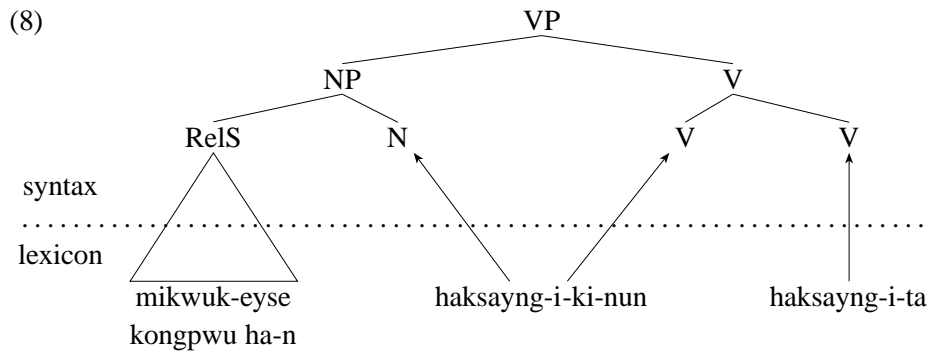 (8) VP
NP V
RelS N V V
syntax
lexicon
mikwuk-eyse haksayng-i-ki-nun haksayng-i-ta
kongpwu ha-n